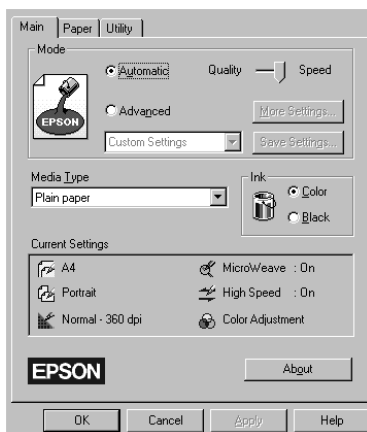 Main Paper Utility
Mode
EPSON
Automatic
Quality Speed
Advanced
More Settings...
Custom Settings
Save Settings...
Media Type
Plain paper
Ink
Color
Black
Current Settings
A4
MicroWeave : On
Portrait
High Speed : On
Normal - 360 dpi
Color Adjustment
EPSON
About
OK Cancel Apply Help